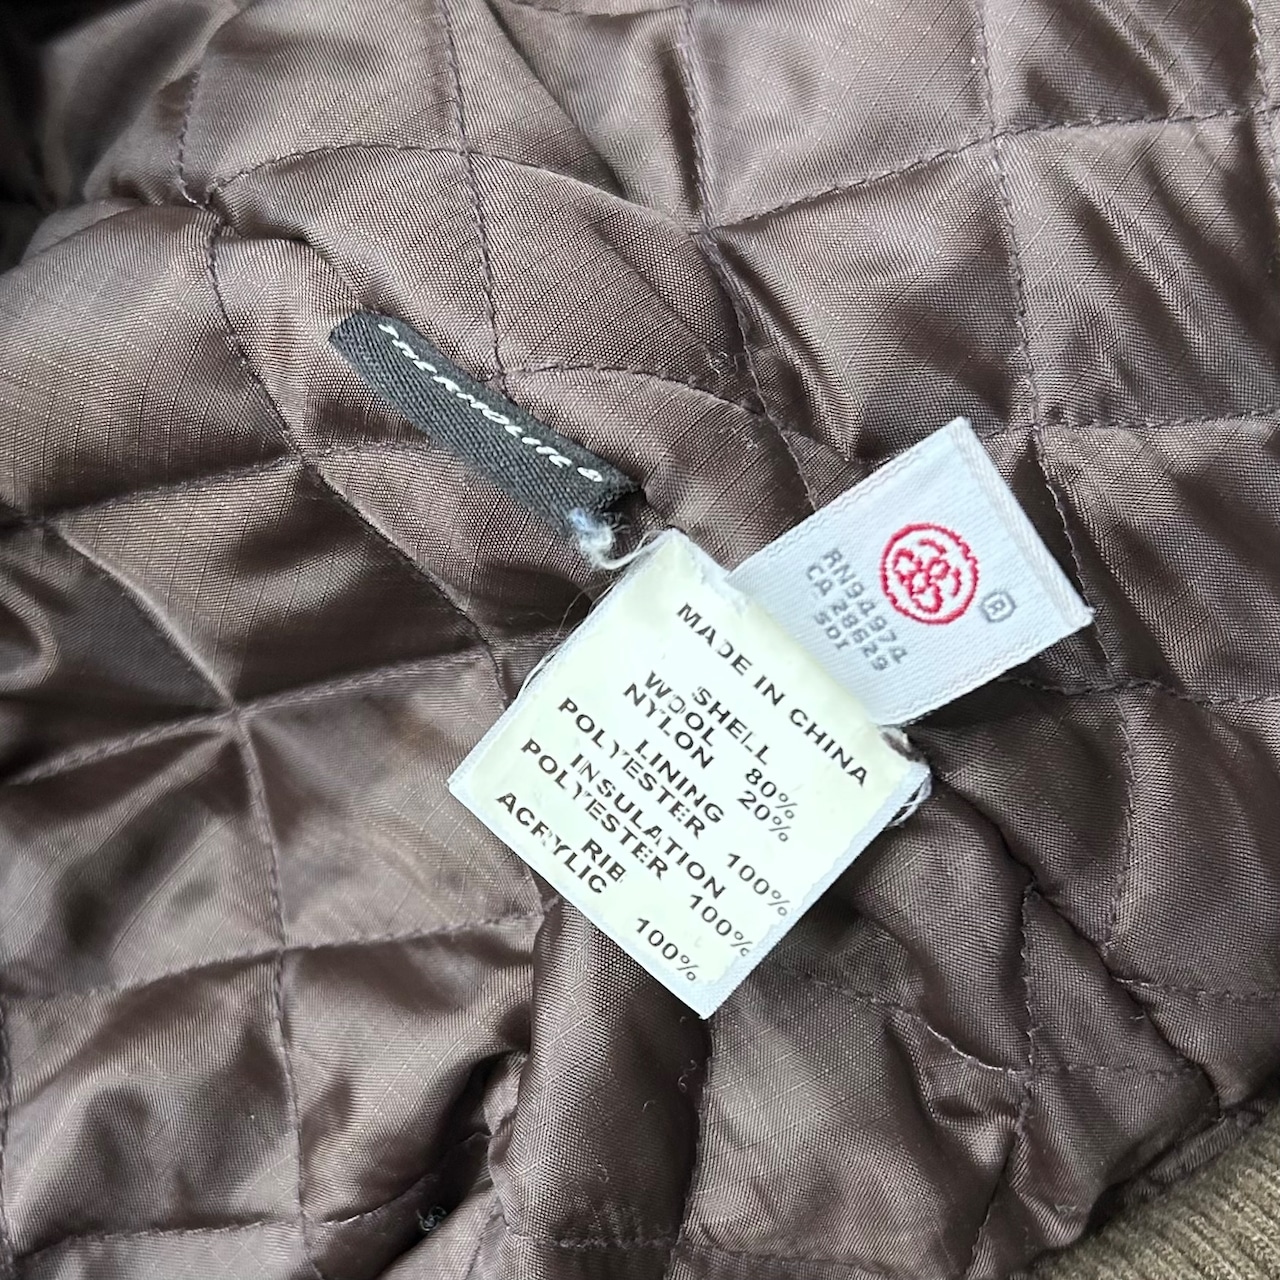 THERMOLITE®
®
RN94974
CA 28629
SDI
MADE IN CHINA
SHELL
WOOL 80%
NYLON 20%
LINING
POLYESTER 100%
INSULATION
POLYESTER 100%
RIB
ACRYLIC 100%